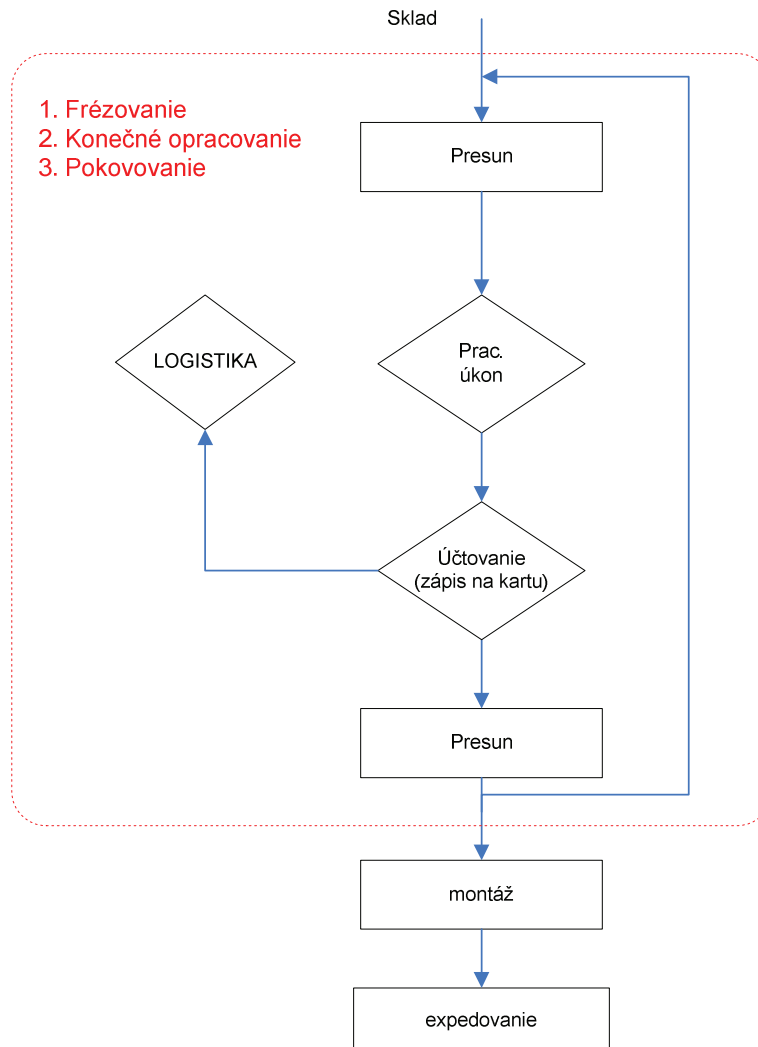 Sklad
1. Frézovanie
2. Konečné opracovanie
3. Pokovovanie
Presun
LOGISTIKA
Prac.
úkon
Účtovanie
(zápis na kartu)
Presun
montáž
expedovanie